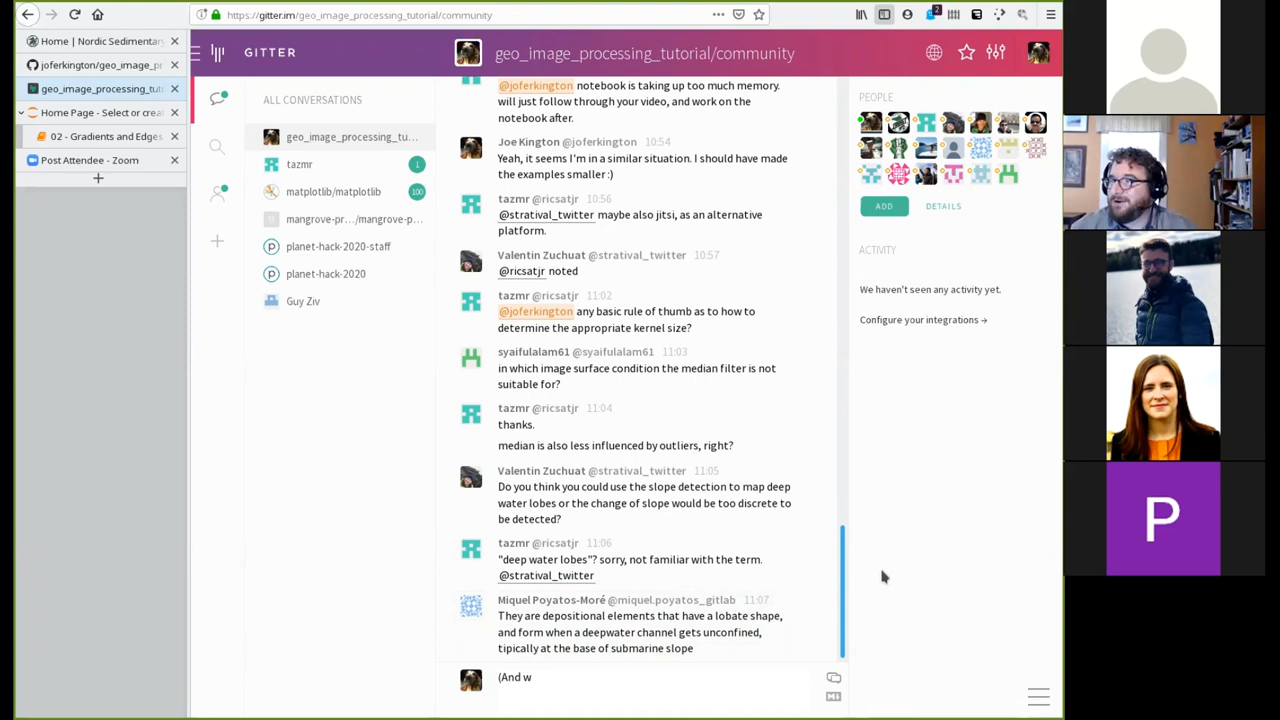 https://gitter.im/geo_image_processing_tutorial/community
2
Home | Nordic Sedimentary
joferkington/geo_image_pr
geo_image_processing_tut
Home Page - Select or crea
02 - Gradients and Edges
Post Attendee - Zoom
GITTER
geo_image_processing_tutorial/community
ALL CONVERSATIONS
geo_image_processing_tu...
tazmr
1
matplotlib/matplotlib
100
mangrove-pr.../mangrove-p...
planet-hack-2020-staff
planet-hack-2020
Guy Ziv
@joferkington notebook is taking up too much memory.
will just follow through your video, and work on the
notebook after.
Joe Kington @joferkington 10:54
Yeah, it seems I'm in a similar situation. I should have made
the examples smaller :)
tazmr @ricsatjr 10:56
@stratival_twitter maybe also jitsi, as an alternative
platform.
Valentin Zuchuat @stratival_twitter 10:57
@ricsatjr noted
tazmr @ricsatjr 11:02
@joferkington any basic rule of thumb as to how to
determine the appropriate kernel size?
syaifulalam61 @syaifulalam61 11:03
in which image surface condition the median filter is not
suitable for?
tazmr @ricsatjr 11:04
thanks.
median is also less influenced by outliers, right?
Valentin Zuchuat @stratival_twitter 11:05
Do you think you could use the slope detection to map deep
water lobes or the change of slope would be too discrete to
be detected?
tazmr @ricsatjr 11:06
"deep water lobes"? sorry, not familiar with the term.
@stratival_twitter
Miquel Poyatos-Moré @miquel.poyatos_gitlab 11:07
They are depositional elements that have a lobate shape,
and form when a deepwater channel gets unconfined,
tipically at the base of submarine slope
(And w
PEOPLE
ADD
DETAILS
ACTIVITY
We haven't seen any activity yet.
Configure your integrations →
P